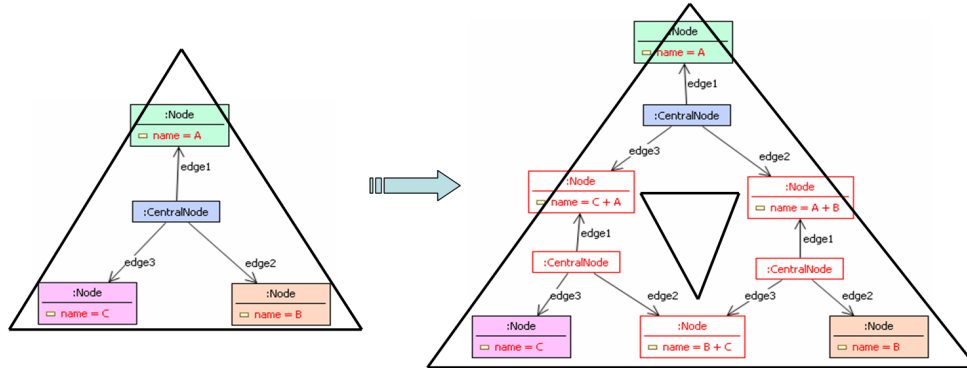 :Node
name = A
edge1
:CentralNode
edge3
edge2
:Node
name = C
:Node
name = B
:Node
name = A
edge1
:CentralNode
edge3
edge2
:Node
name = C + A
:Node
name = A + B
edge1
edge1
:CentralNode
:CentralNode
edge3
edge2
edge3
edge2
:Node
name = C
:Node
name = B + C
:Node
name = B